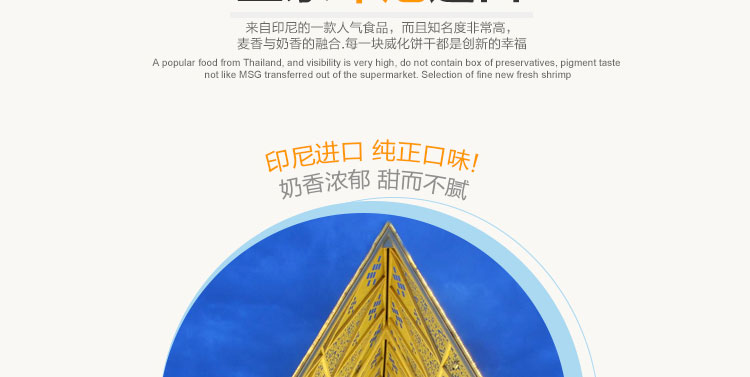 来自印尼的一款人气食品，而且知名度非常高，
麦香与奶香的融合.每一块威化饼干都是创新的幸福
A popular food from Thailand, and visibility is very high, do not contain box of preservatives, pigment taste
not like MSG transferred out of the supermarket. Selection of fine new fresh shrimp
印尼进口 纯正口味!
奶香浓郁 甜而不腻